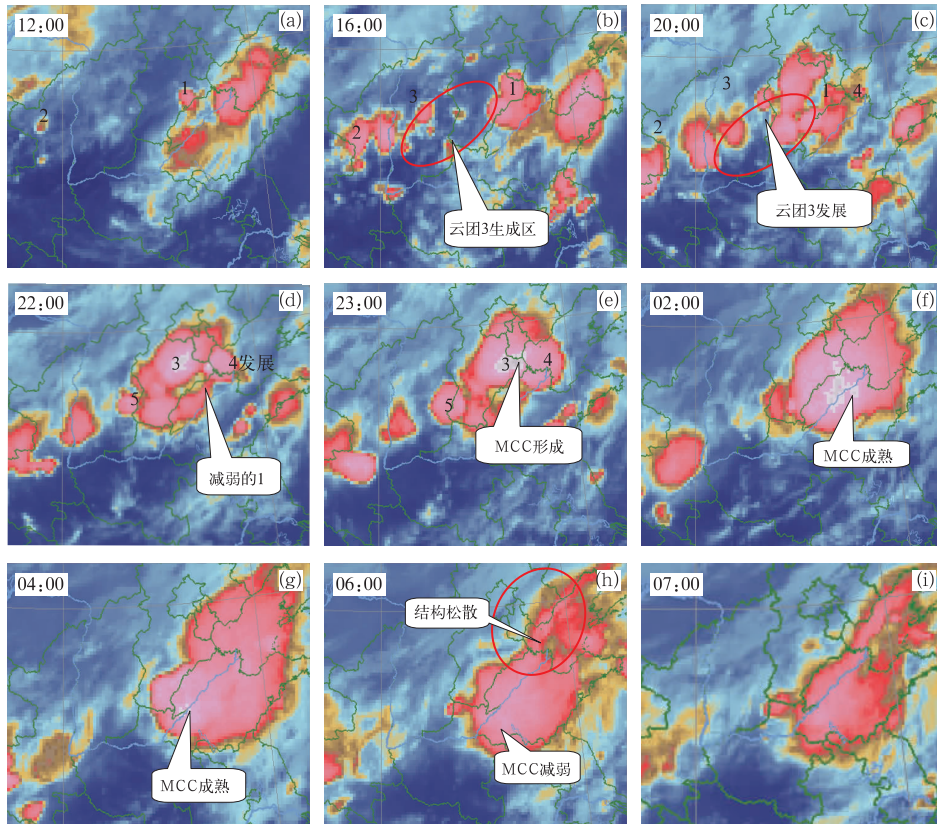 12:00
(a)
1
2
16:00
(b)
1
3
2
云团3生成区
20:00
(c)
3
1
4
2
云团3发展
22:00
(d)
3
4发展
5
减弱的1
23:00
(e)
3
4
5
MCC形成
02:00
(f)
MCC成熟
04:00
(g)
MCC成熟
06:00
(h)
结构松散
MCC减弱
07:00
(i)